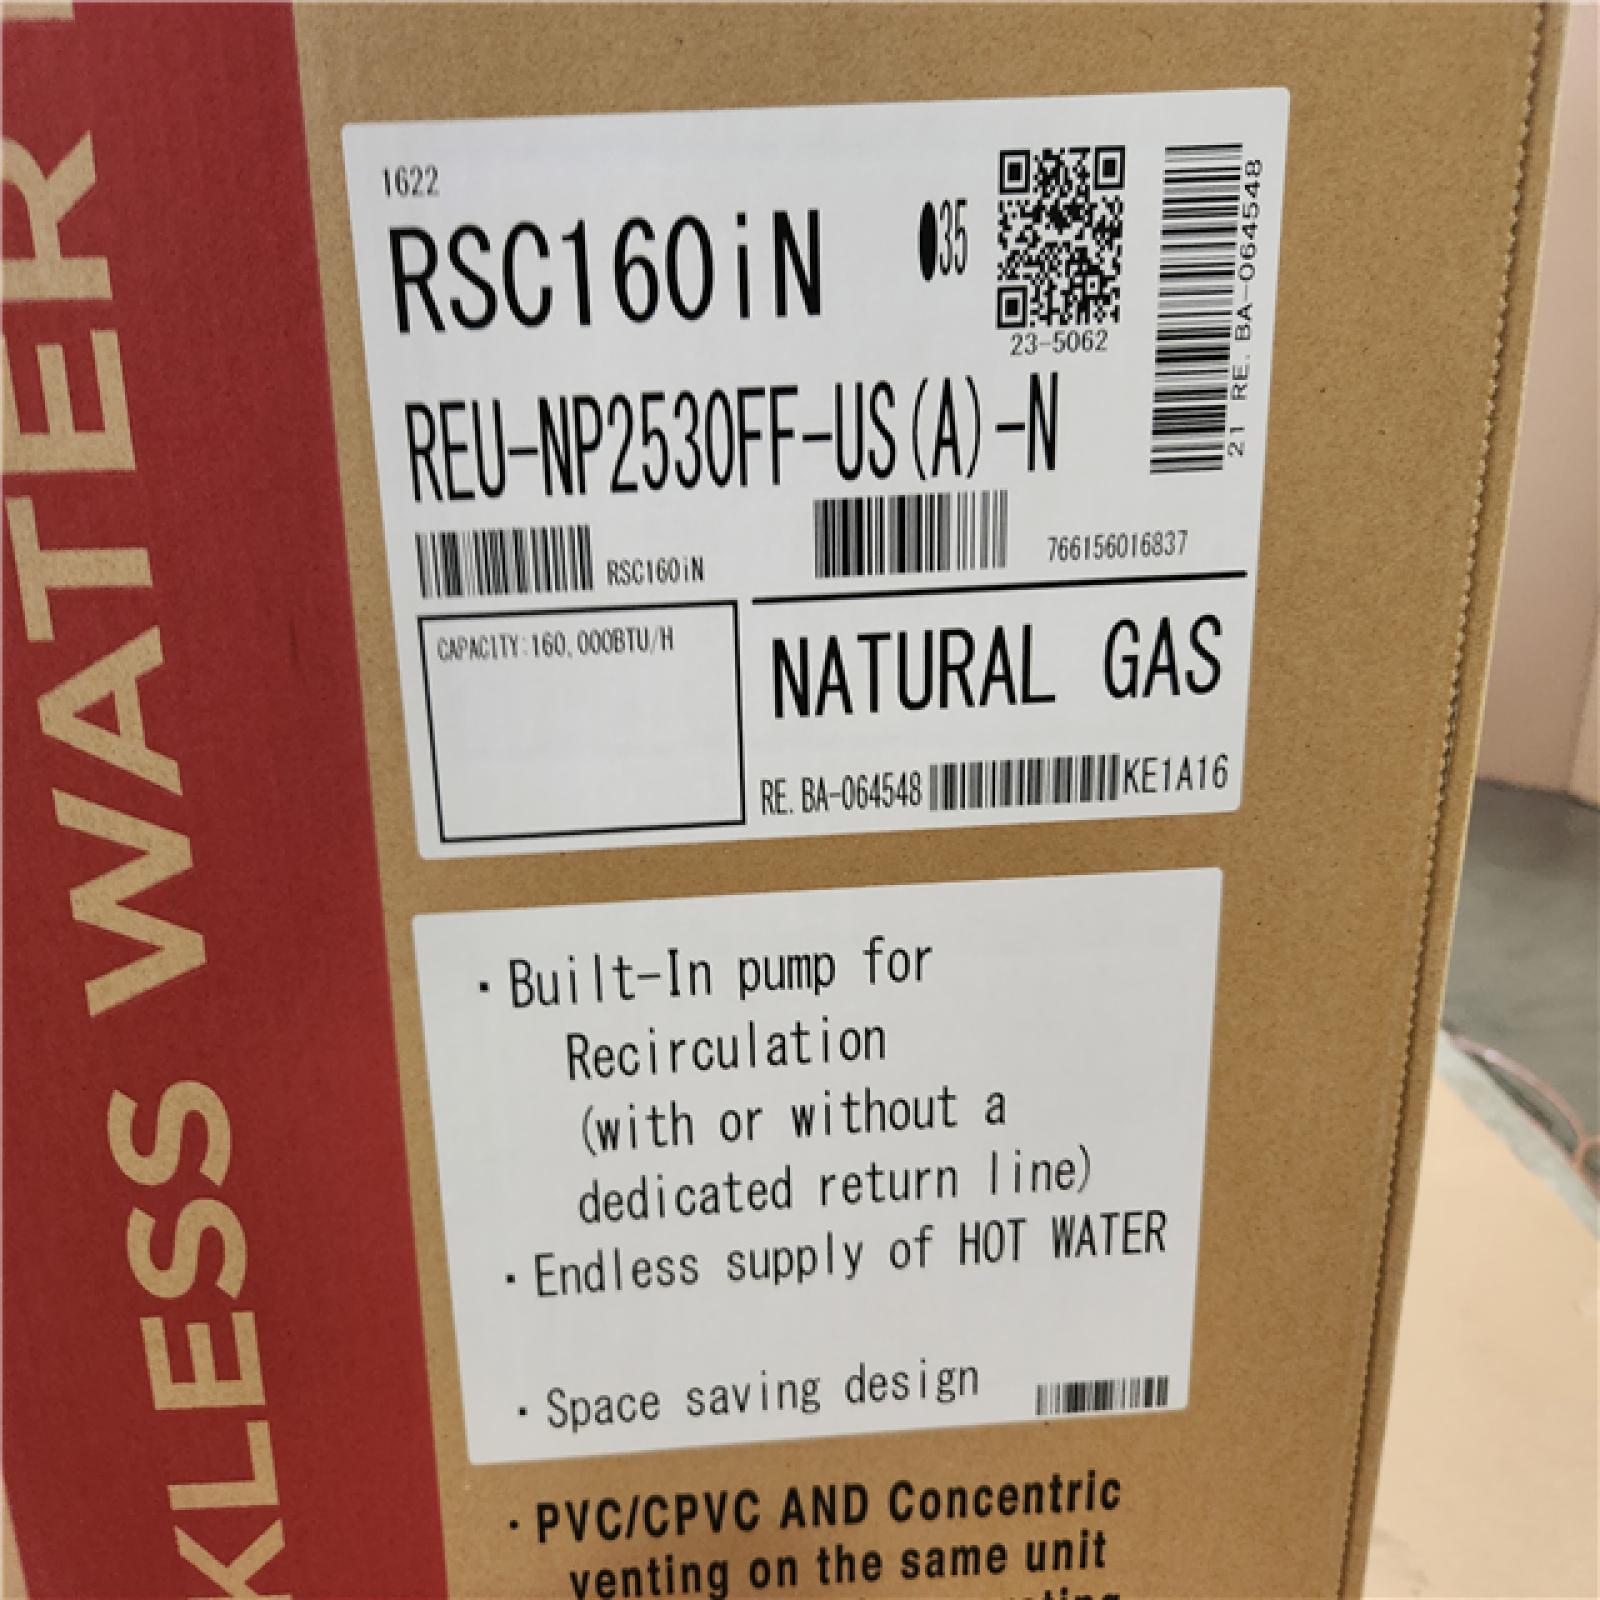 KLESS WATER
1622
RSC160iN
35
23-5062
21 RE. BA-064548
REU-NP2530FF-US(A)-N
RSC160iN
766156016837
CAPACITY:160,000BTU/H
NATURAL GAS
RE. BA-064548 KE1A16
・Built-In pump for
Recirculation
(with or without a
dedicated return line)
・Endless supply of HOT WATER
・Space saving design
・PVC/CPVC AND Concentric
venting on the same unit